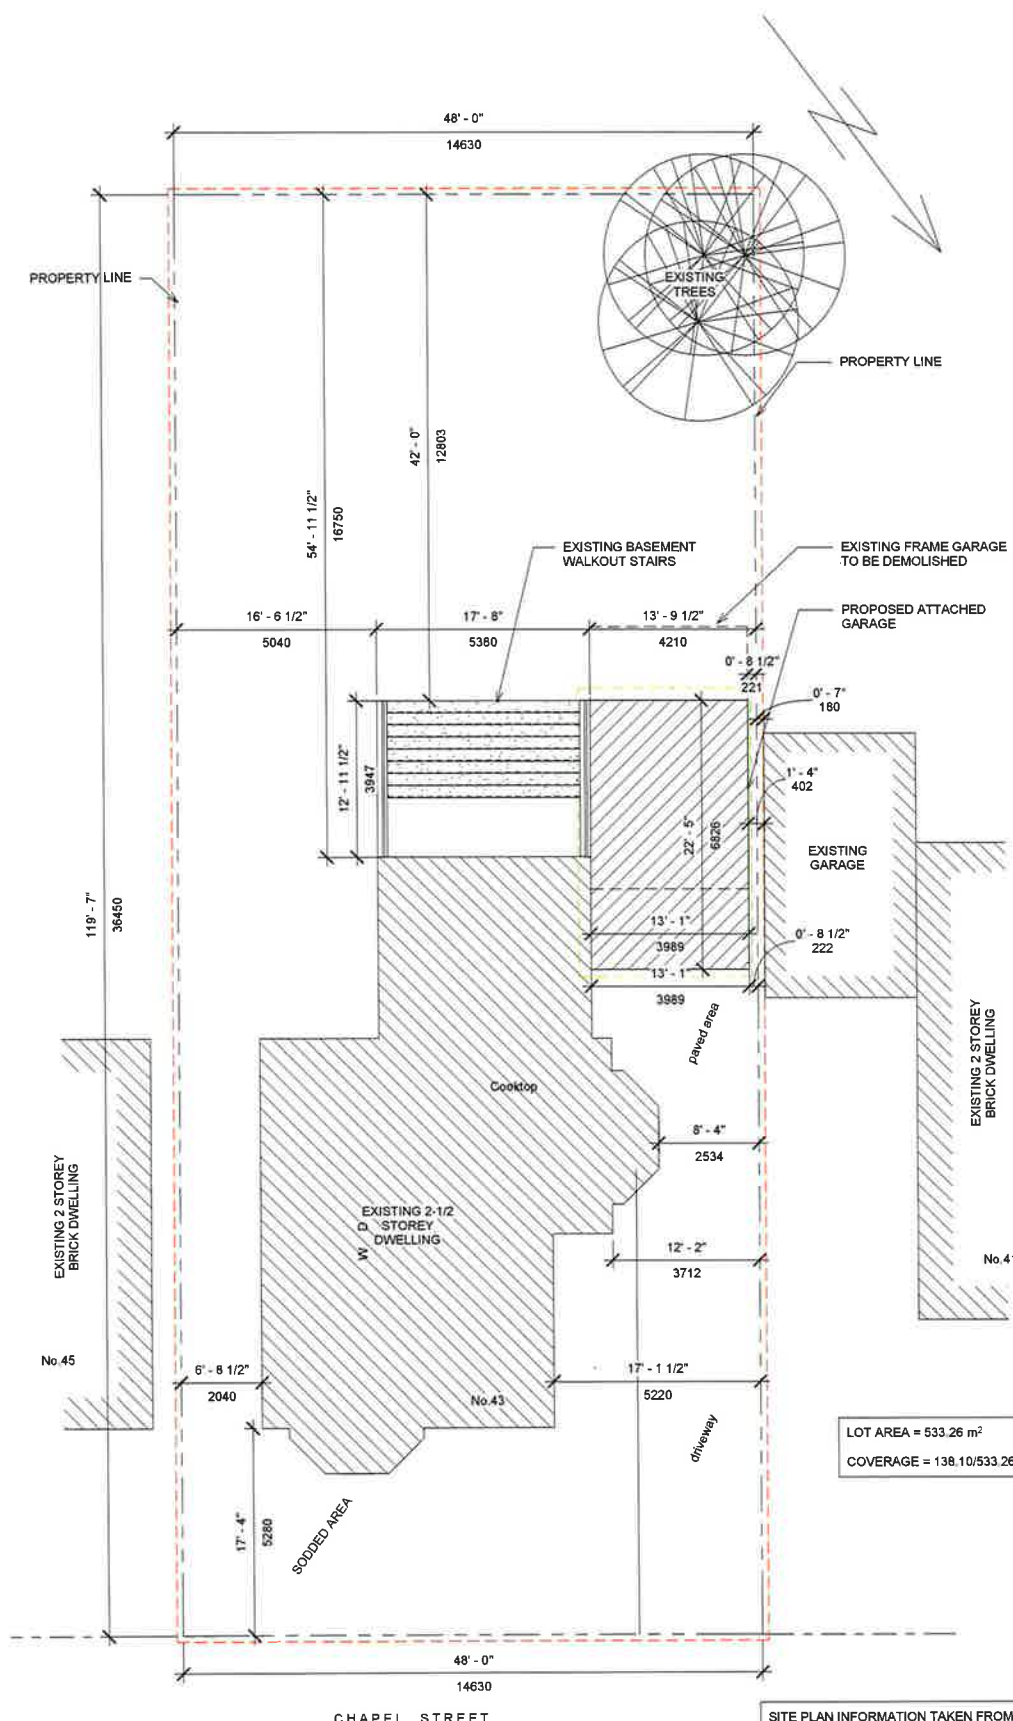 48' - 0"
14630
PROPERTY LINE
EXISTING
TREES
PROPERTY LINE
42' - 0"
12803
54' - 11 1/2"
16750
EXISTING BASEMENT
WALKOUT STAIRS
EXISTING FRAME GARAGE
TO BE DEMOLISHED
PROPOSED ATTACHED
GARAGE
16' - 6 1/2"
5040
17' - 8"
5360
13' - 9 1/2"
4210
0' - 8 1/2"
221
0' - 7"
180
12' - 11 1/2"
3947
1' - 4"
402
22' - 5"
6826
EXISTING
GARAGE
119' - 7"
36450
13' - 1"
3989
0' - 8 1/2"
222
13' - 1"
3989
paved area
EXISTING 2 STOREY
BRICK DWELLING
Cooktop
8' - 4"
2534
EXISTING 2 STOREY
BRICK DWELLING
EXISTING 2-1/2
STOREY
DWELLING
W D
12' - 2"
3712
No.41
No.45
6' - 8 1/2"
2040
No.43
17' - 1 1/2"
5220
driveway
LOT AREA = 533.26 m²
COVERAGE = 138.10/533.26
17' - 4"
5280
SODDED AREA
48' - 0"
14630
CHAPEL STREET
SITE PLAN INFORMATION TAKEN FROM